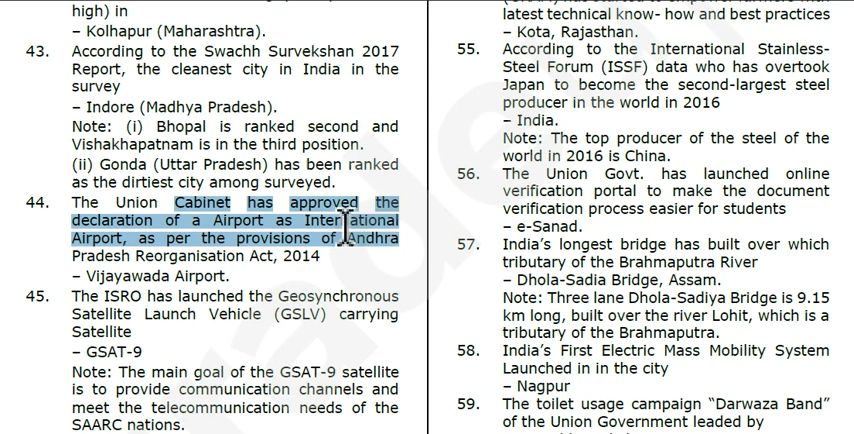 high) in
– Kolhapur (Maharashtra).
43. According to the Swachh Survekshan 2017
Report, the cleanest city in India in the
survey
– Indore (Madhya Pradesh).
Note: (i) Bhopal is ranked second and
Vishakhapatnam is in the third position.
(ii) Gonda (Uttar Pradesh) has been ranked
as the dirtiest city among surveyed.
44. The Union Cabinet has approved the
declaration of a Airport as International
Airport, as per the provisions of Andhra
Pradesh Reorganisation Act, 2014
– Vijayawada Airport.
45. The ISRO has launched the Geosynchronous
Satellite Launch Vehicle (GSLV) carrying
Satellite
– GSAT-9
Note: The main goal of the GSAT-9 satellite
is to provide communication channels and
meet the telecommunication needs of the
SAARC nations.
latest technical know- how and best practices
– Kota, Rajasthan.
55. According to the International Stainless-
Steel Forum (ISSF) data who has overtook
Japan to become the second-largest steel
producer in the world in 2016
– India.
Note: The top producer of the steel of the
world in 2016 is China.
56. The Union Govt. has launched online
verification portal to make the document
verification process easier for students
– e-Sanad.
57. India's longest bridge has built over which
tributary of the Brahmaputra River
– Dhola-Sadia Bridge, Assam.
Note: Three lane Dhola-Sadiya Bridge is 9.15
km long, built over the river Lohit, which is a
tributary of the Brahmaputra.
58. India's First Electric Mass Mobility System
Launched in in the city
– Nagpur
59. The toilet usage campaign "Darwaza Band"
of the Union Government leaded by